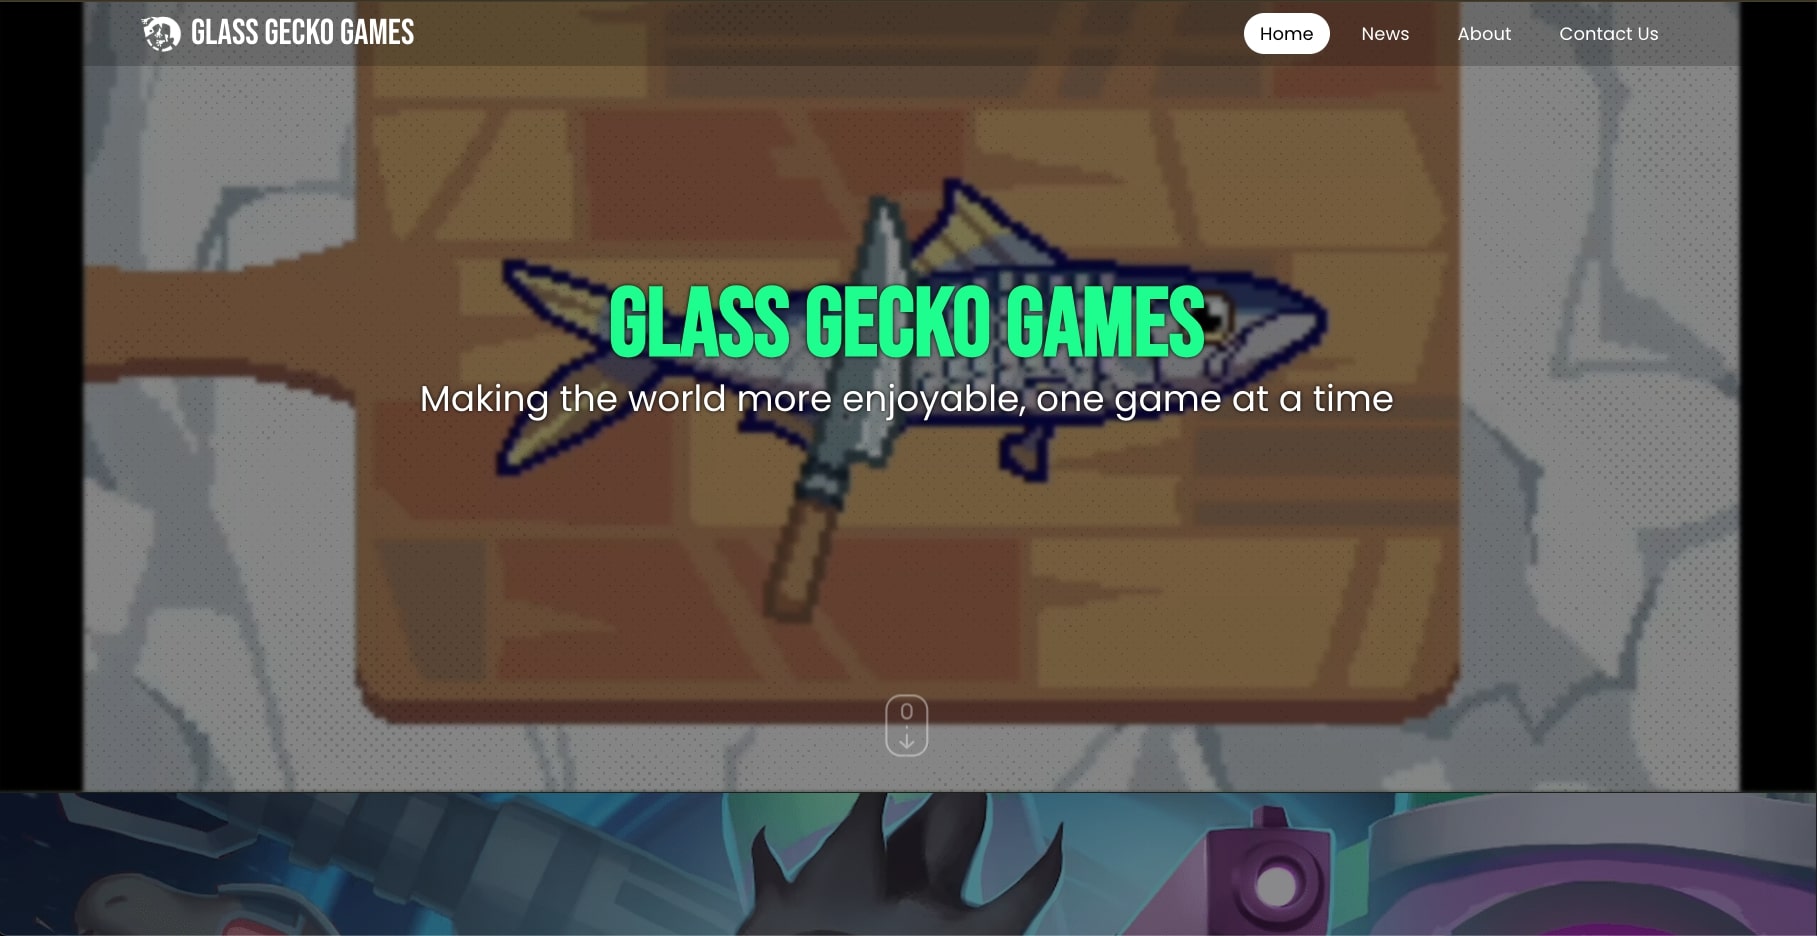 GLASS GECKO GAMES
Home
News
About
Contact Us
GLASS GECKO GAMES
Making the world more enjoyable, one game at a time